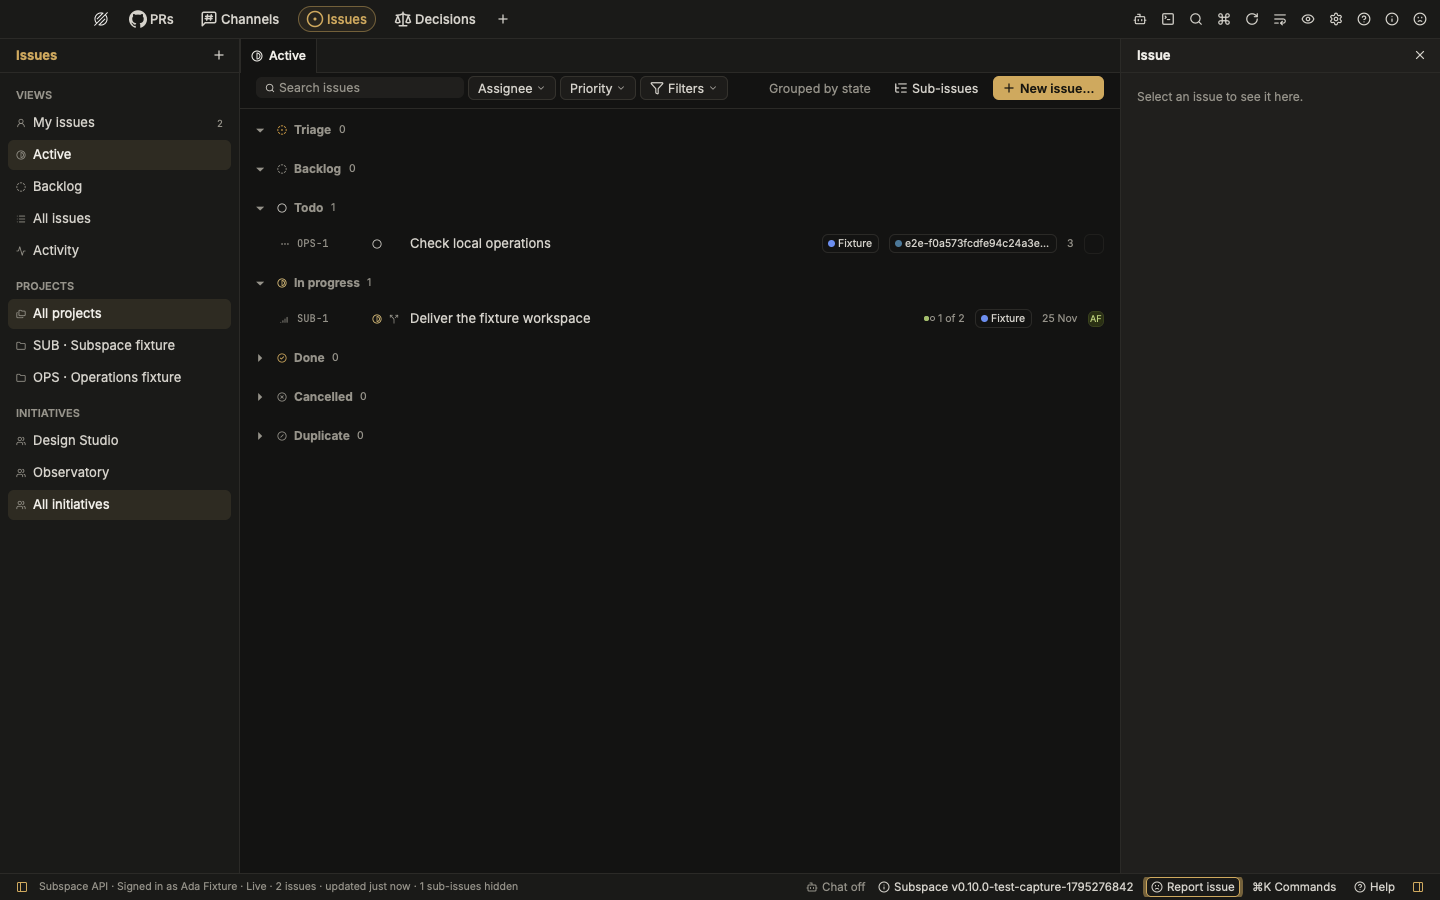 PRs Channels Issues Decisions
Issues
VIEWS
My issues 2
Active
Backlog
All issues
Activity
PROJECTS
All projects
SUB · Subspace fixture
OPS · Operations fixture
INITIATIVES
Design Studio
Observatory
All initiatives
Active
Search issues Assignee Priority Filters Grouped by state Sub-issues New issue...
Triage 0
Backlog 0
Todo 1
OPS-1 Check local operations Fixture e2e-f0a573fcdfe94c24a3e... 3
In progress 1
SUB-1 Deliver the fixture workspace 1 of 2 Fixture 25 Nov AF
Done 0
Cancelled 0
Duplicate 0
Issue
Select an issue to see it here.
Subspace API · Signed in as Ada Fixture · Live · 2 issues · updated just now · 1 sub-issues hidden
Chat off Subspace v0.10.0-test-capture-1795276842 Report issue ⌘K Commands Help